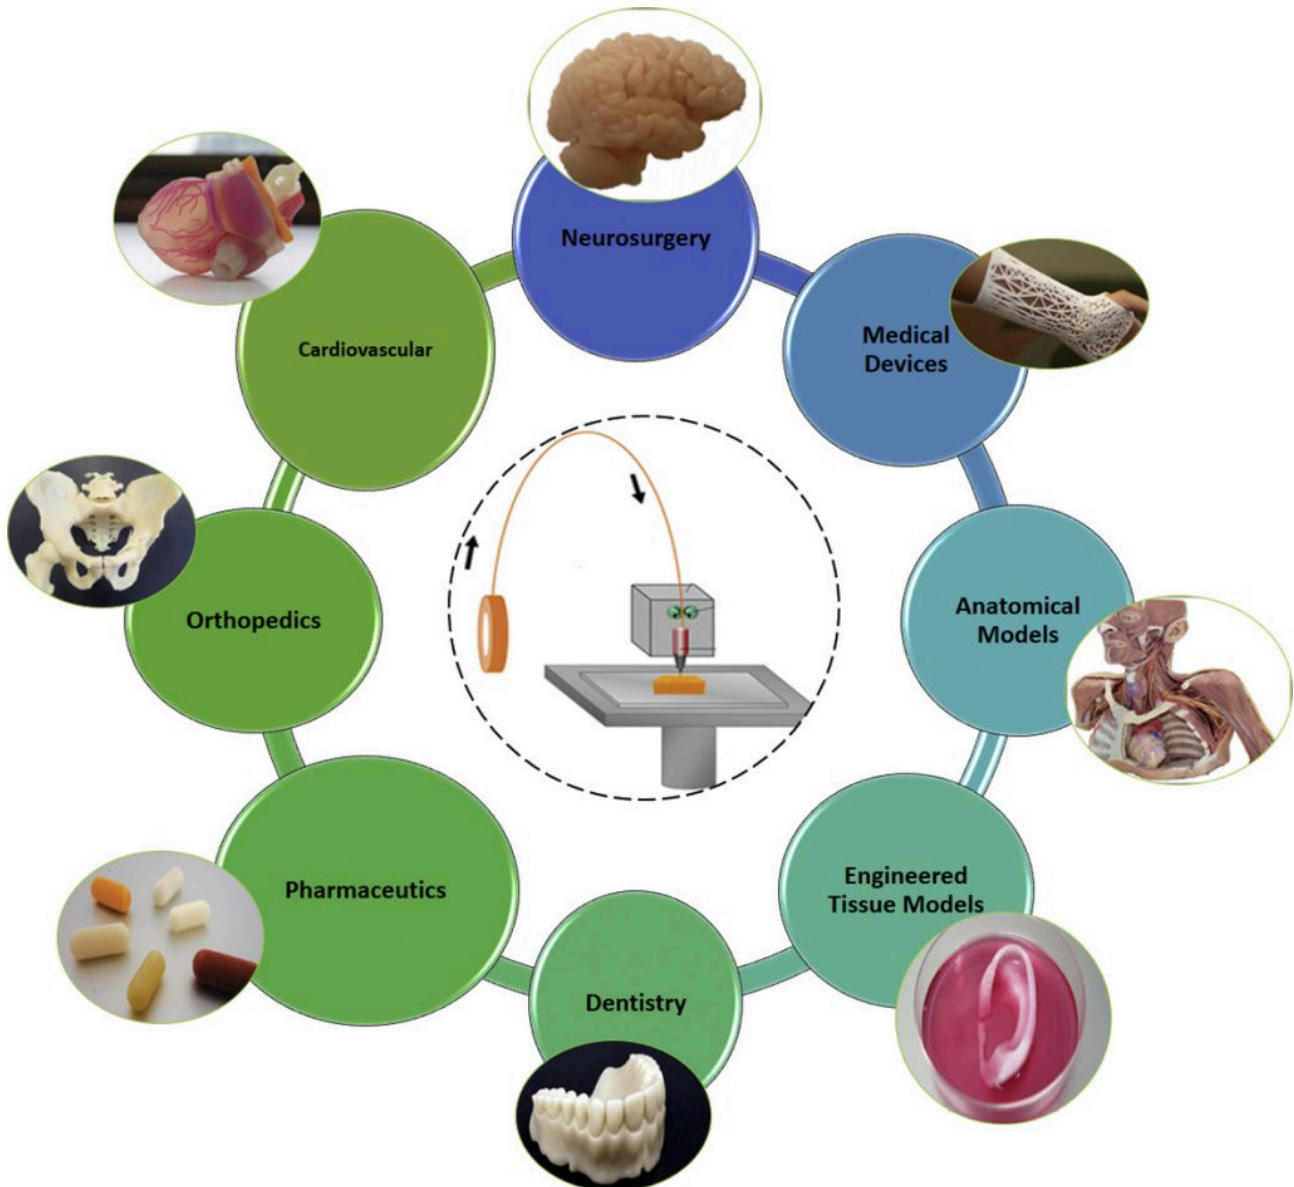 Neurosurgery
Medical
Devices
Anatomical
Models
Engineered
Tissue Models
Dentistry
Pharmaceutics
Orthopedics
Cardiovascular